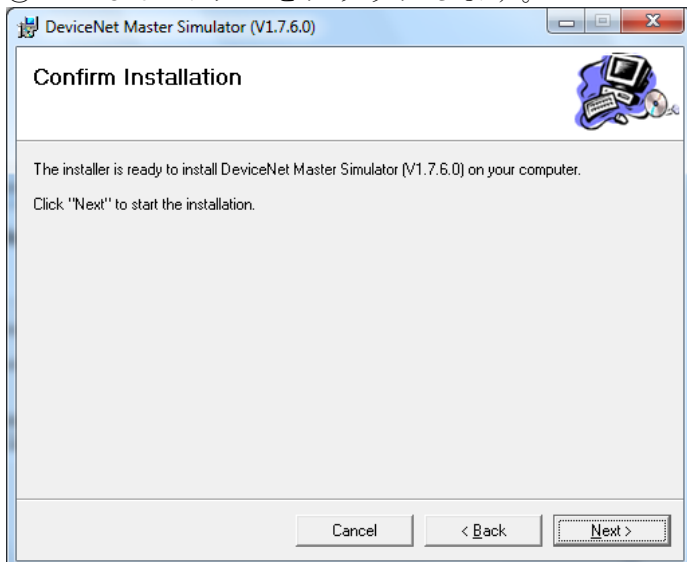 DeviceNet Master Simulator (V1.7.6.0)
Confirm Installation
The installer is ready to install DeviceNet Master Simulator (V1.7.6.0) on your computer.
Click "Next" to start the installation.
Cancel
< Back
Next >